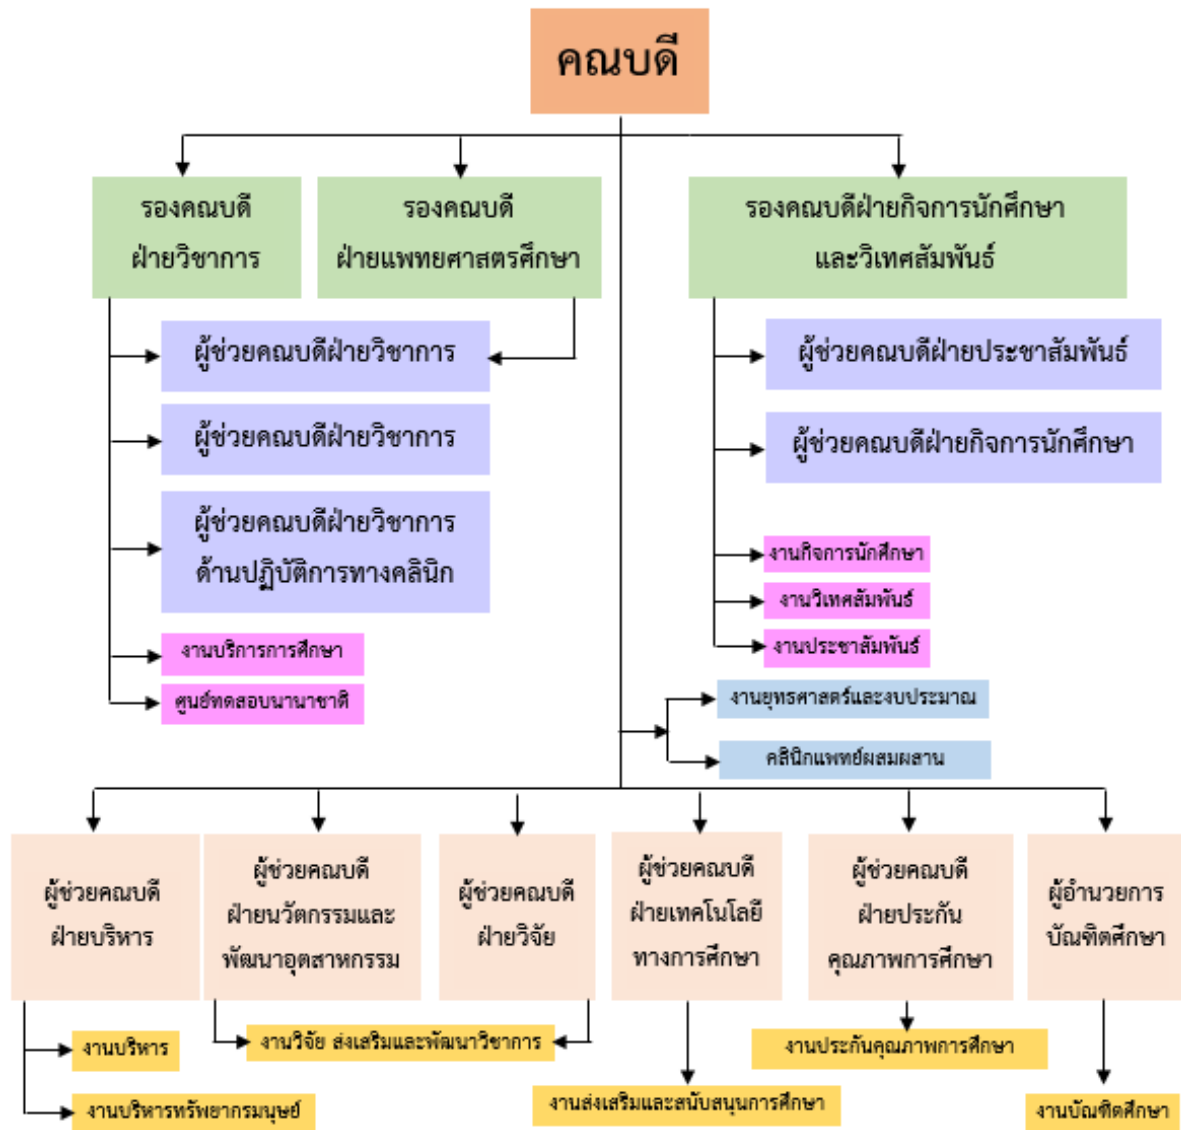 คณบดี
รองคณบดี
ฝ่ายวิชาการ
รองคณบดี
ฝ่ายแพทยศาสตรศึกษา
รองคณบดีฝ่ายกิจการนักศึกษา
และวิเทศสัมพันธ์
ผู้ช่วยคณบดีฝ่ายวิชาการ
ผู้ช่วยคณบดีฝ่ายวิชาการ
ผู้ช่วยคณบดีฝ่ายวิชาการ
ด้านปฏิบัติการทางคลินิก
งานบริการการศึกษา
ศูนย์ทดสอบนานาชาติ
ผู้ช่วยคณบดีฝ่ายประชาสัมพันธ์
ผู้ช่วยคณบดีฝ่ายกิจการนักศึกษา
งานกิจการนักศึกษา
งานวิเทศสัมพันธ์
งานประชาสัมพันธ์
งานยุทธศาสตร์และงบประมาณ
คลินิกแพทย์ผสมผสาน
ผู้ช่วยคณบดี
ฝ่ายบริหาร
ผู้ช่วยคณบดี
ฝ่ายนวัตกรรมและ
พัฒนาอุตสาหกรรม
ผู้ช่วยคณบดี
ฝ่ายวิจัย
ผู้ช่วยคณบดี
ฝ่ายเทคโนโลยี
ทางการศึกษา
ผู้ช่วยคณบดี
ฝ่ายประกัน
คุณภาพการศึกษา
ผู้อำนวยการ
บัณฑิตศึกษา
งานบริหาร
งานบริหารทรัพยากรมนุษย์
งานวิจัย ส่งเสริมและพัฒนาวิชาการ
งานส่งเสริมและสนับสนุนการศึกษา
งานประกันคุณภาพการศึกษา
งานบัณฑิตศึกษา